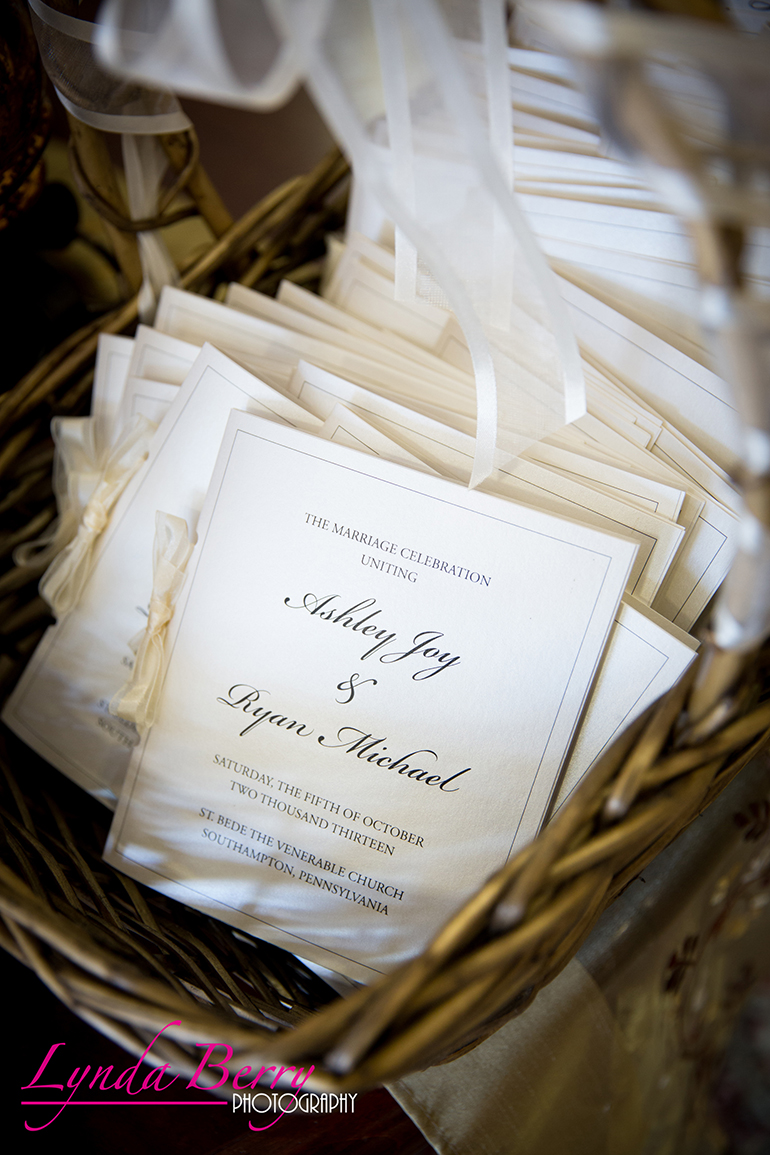 THE MARRIAGE CELEBRATION
UNITING
Ashley Joy
&
Ryan Michael
SATURDAY, THE FIFTH OF OCTOBER
TWO THOUSAND THIRTEEN
ST. BEDE THE VENERABLE CHURCH
SOUTHAMPTON, PENNSYLVANIA
Lynda Berry
PHOTOGRAPHY